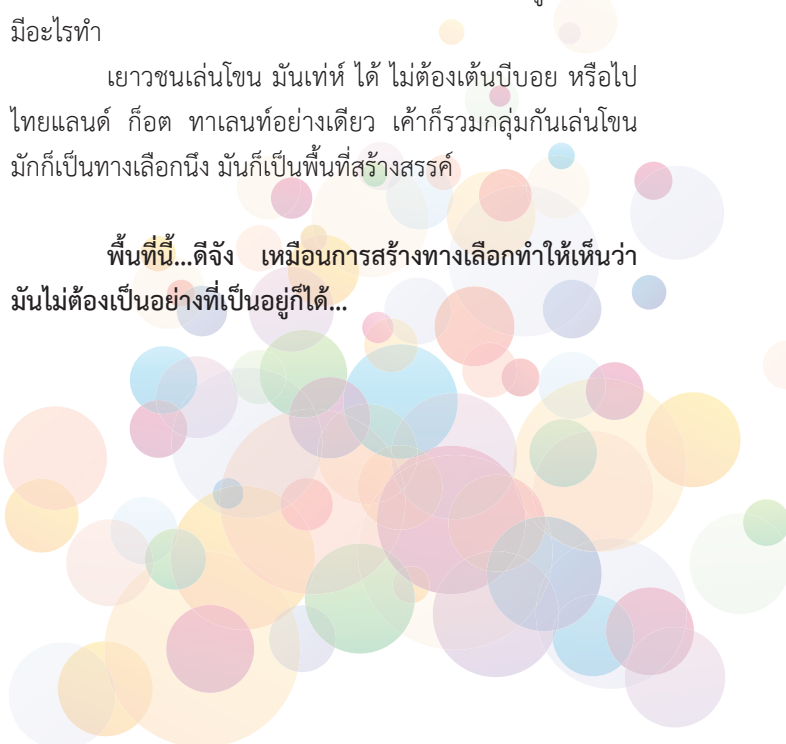 มีอะไรทำ
เยาวชนเล่นโขน มันเท่ห์ ได้ ไม่ต้องเต้นบีบอย หรือไป
ไทยแลนด์ ก็อต ทาเลนท์อย่างเดียว เค้าก็รวมกลุ่มกันเล่นโขน
มักก็เป็นทางเลือกนึง มันก็เป็นพื้นที่สร้างสรรค์
พื้นที่นี้...ดีจัง เหมือนการสร้างทางเลือกทำให้เห็นว่า
มันไม่ต้องเป็นอย่างที่เป็นอยู่ก็ได้...